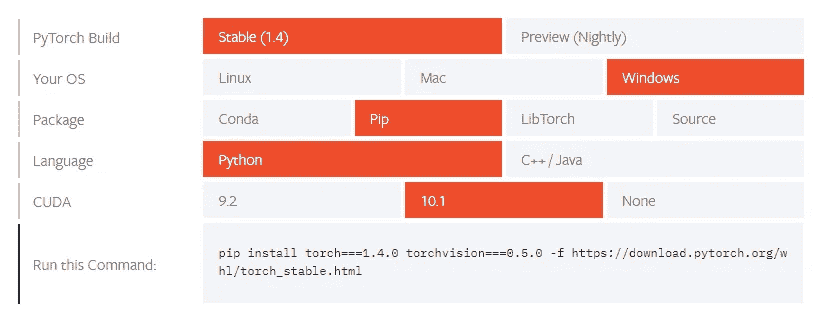 PyTorch Build Stable (1.4) Preview (Nightly)
Your OS Linux Mac Windows
Package Conda Pip LibTorch Source
Language Python C++ / Java
CUDA 9.2 10.1 None
Run this Command: pip install torch===1.4.0 torchvision===0.5.0 -f https://download.pytorch.org/w
hl/torch_stable.html